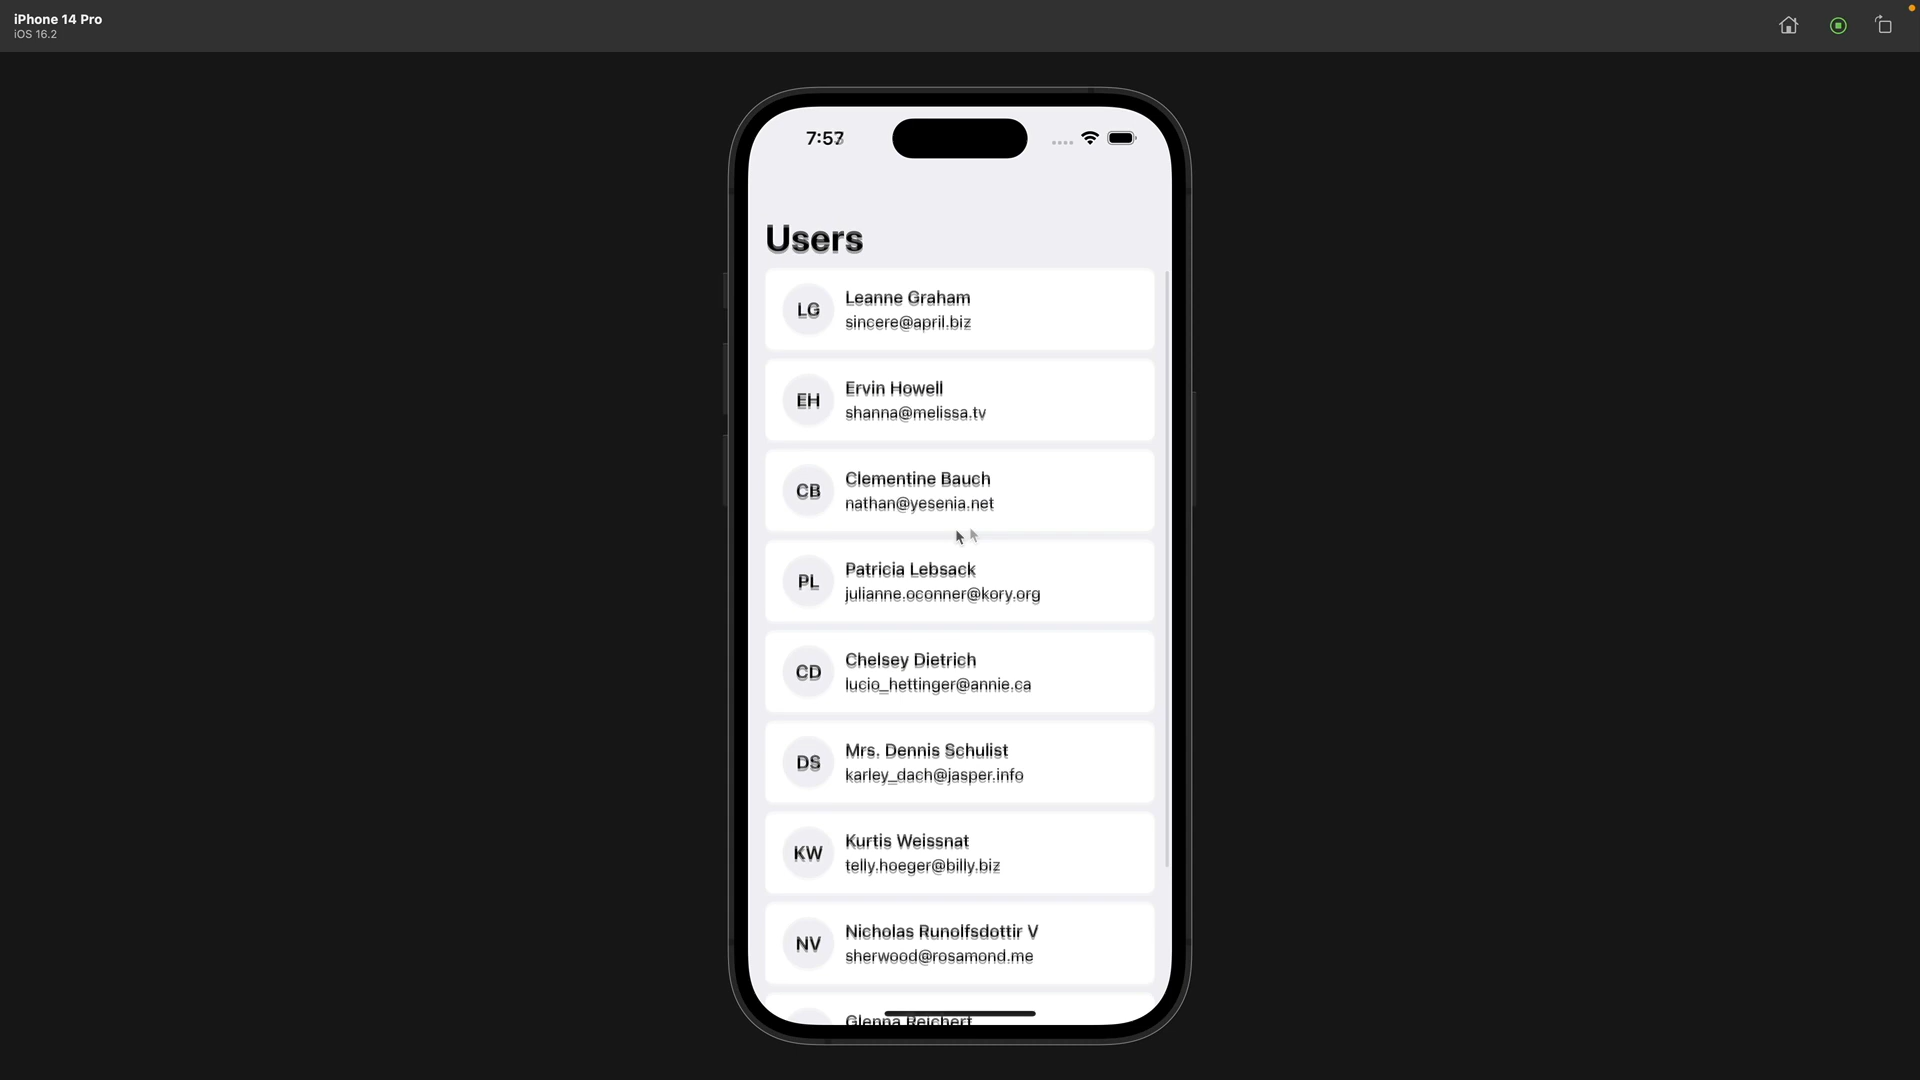 iPhone 14 Pro
iOS 16.2
7:57
Users
LG
Leanne Graham
sincere@april.biz
EH
Ervin Howell
shanna@melissa.tv
CB
Clementine Bauch
nathan@yesenia.net
PL
Patricia Lebsack
julianne.oconner@kory.org
CD
Chelsey Dietrich
lucio_hettinger@annie.ca
DS
Mrs. Dennis Schulist
karley_dach@jasper.info
KW
Kurtis Weissnat
telly.hoeger@billy.biz
NV
Nicholas Runolfsdottir V
sherwood@rosamond.me
Glenna Reichert